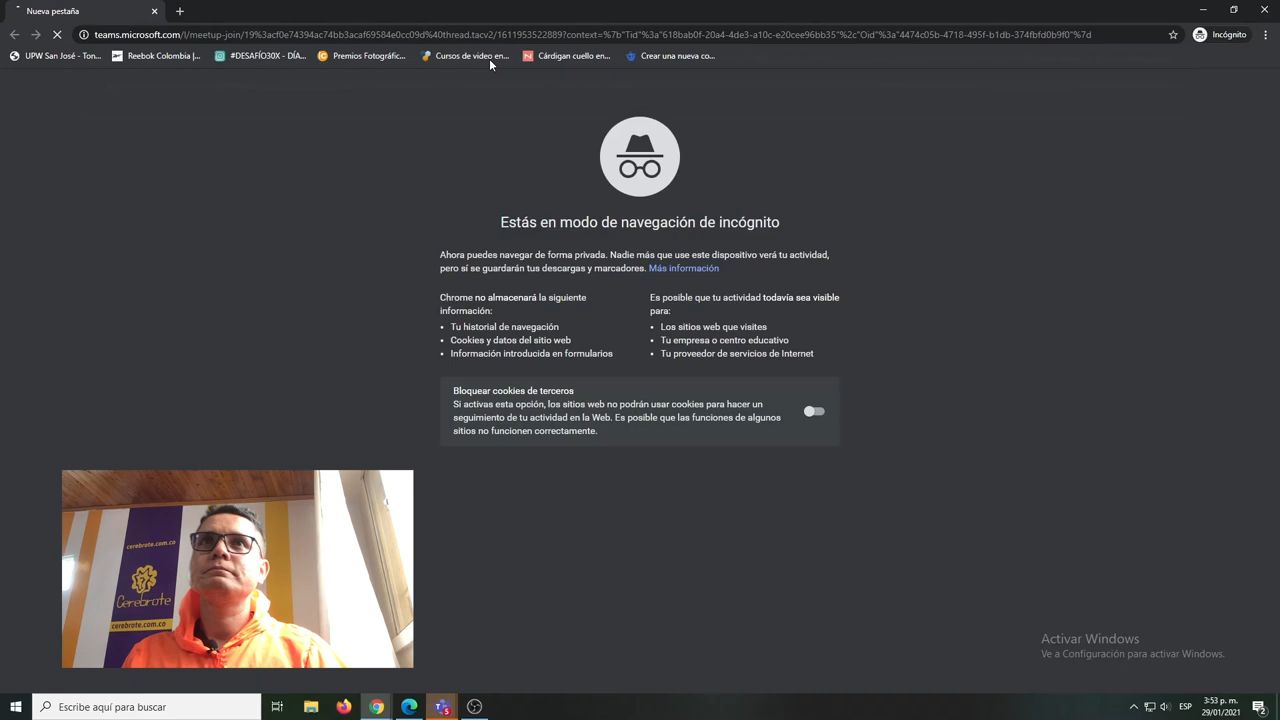 Nueva pestaña
teams.microsoft.com/l/meetup-join/19%3acf0e74394ac74bb3acaf69584e0cc09d%40thread.tacv2/1611953522889?context=%7b"Tid"%3a"618bab0f-20a4-4de3-a10c-e20cee96bb35"%2c"Oid"%3a"4474c05b-4718-495f-b1db-374fbfd0b9f0"%7d
Incógnito
UPW San José - Ton...
Reebok Colombia |...
#DESAFÍO30X - DÍA...
Premios Fotográfic...
Cursos de video en...
Cárdigan cuello en...
Crear una nueva co...
Estás en modo de navegación de incógnito
Ahora puedes navegar de forma privada. Nadie más que use este dispositivo verá tu actividad,
pero sí se guardarán tus descargas y marcadores. Más información
Chrome no almacenará la siguiente
información:
• Tu historial de navegación
• Cookies y datos del sitio web
• Información introducida en formularios
Es posible que tu actividad todavía sea visible
para:
• Los sitios web que visites
• Tu empresa o centro educativo
• Tu proveedor de servicios de Internet
Bloquear cookies de terceros
Si activas esta opción, los sitios web no podrán usar cookies para hacer un
seguimiento de tu actividad en la Web. Es posible que las funciones de algunos
sitios no funcionen correctamente.
cerebrote.com.co
Cerebrote
cerebrote.com.co
Activar Windows
Ve a Configuración para activar Windows.
Escribe aquí para buscar
5
ESP
3:53 p. m.
29/01/2021
2